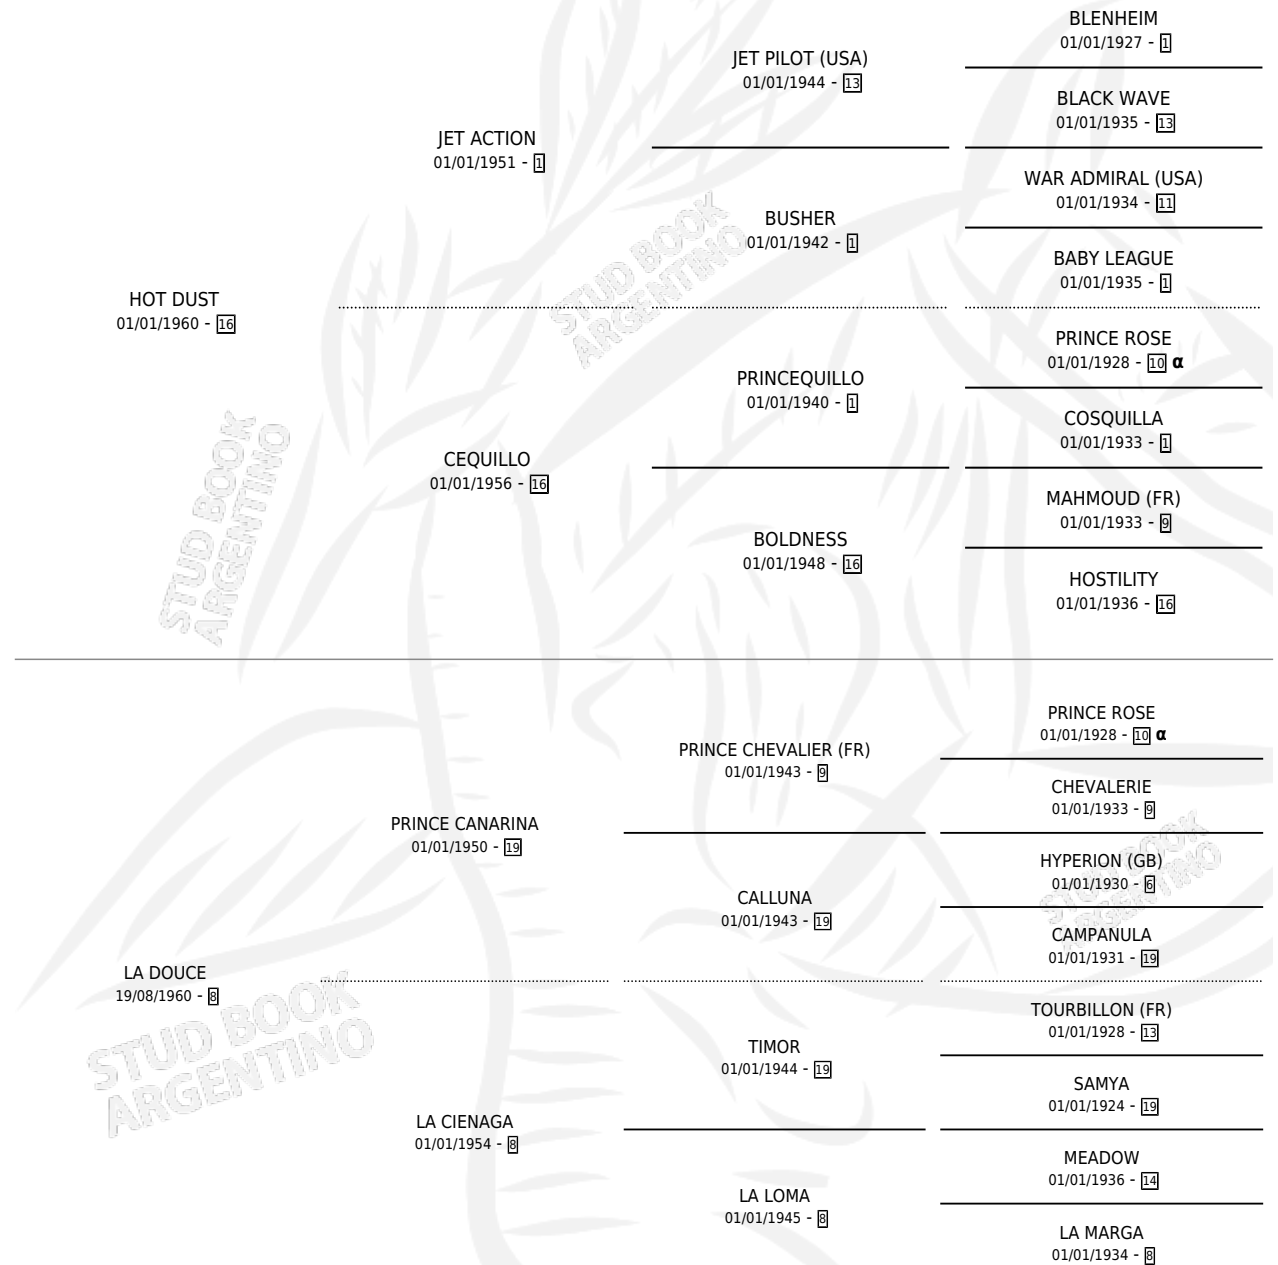 BLENHEIM
01/01/1927 - 1
JET PILOT (USA)
01/01/1944 - 13
BLACK WAVE
01/01/1935 - 13
JET ACTION
01/01/1951 - 1
WAR ADMIRAL (USA)
01/01/1934 - 11
BUSHER
01/01/1942 - 1
BABY LEAGUE
01/01/1935 - 1
HOT DUST
01/01/1960 - 16
PRINCE ROSE
01/01/1928 - 10 α
PRINCEQUILLO
01/01/1940 - 1
COSQUILLA
01/01/1933 - 1
CEQUILLO
01/01/1956 - 16
MAHMOUD (FR)
01/01/1933 - 9
BOLDNESS
01/01/1948 - 16
HOSTILITY
01/01/1936 - 16
PRINCE ROSE
01/01/1928 - 10 α
PRINCE CHEVALIER (FR)
01/01/1943 - 9
CHEVALERIE
01/01/1933 - 9
PRINCE CANARINA
01/01/1950 - 19
HYPERION (GB)
01/01/1930 - 6
CALLUNA
01/01/1943 - 19
CAMPANULA
01/01/1931 - 19
LA DOUCE
19/08/1960 - 8
TOURBILLON (FR)
01/01/1928 - 13
TIMOR
01/01/1944 - 19
SAMYA
01/01/1924 - 19
LA CIENAGA
01/01/1954 - 8
MEADOW
01/01/1936 - 14
LA LOMA
01/01/1945 - 8
LA MARGA
01/01/1934 - 8
STUD BOOK
ARGENTINO
STUD BOOK
ARGENTINO
STUD BOOK
ARGENTINO
STUD BOOK
ARGENTINO